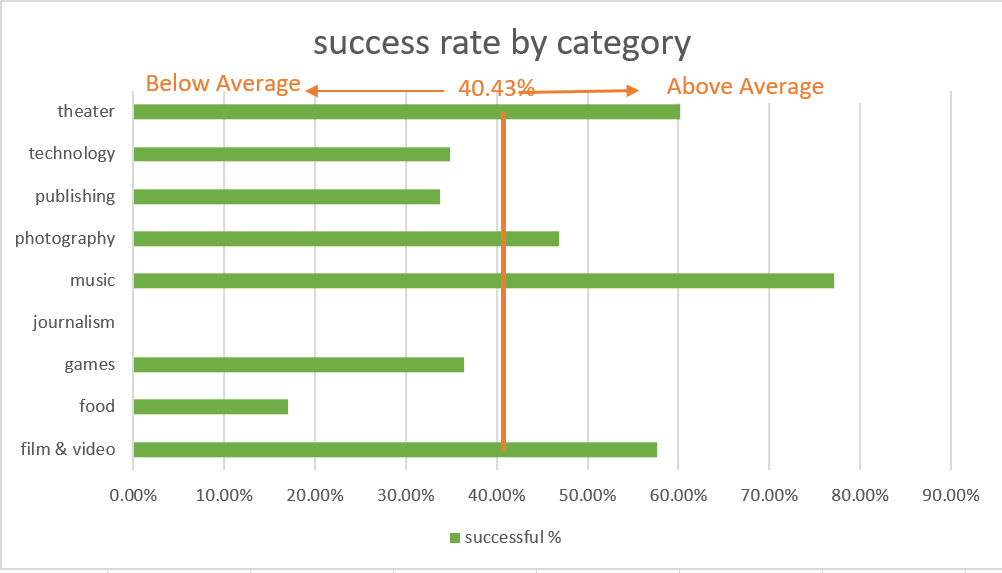 success rate by category
Below Average 40.43% Above Average
theater
technology
publishing
photography
music
journalism
games
food
film & video
0.00% 10.00% 20.00% 30.00% 40.00% 50.00% 60.00% 70.00% 80.00% 90.00%
successful %